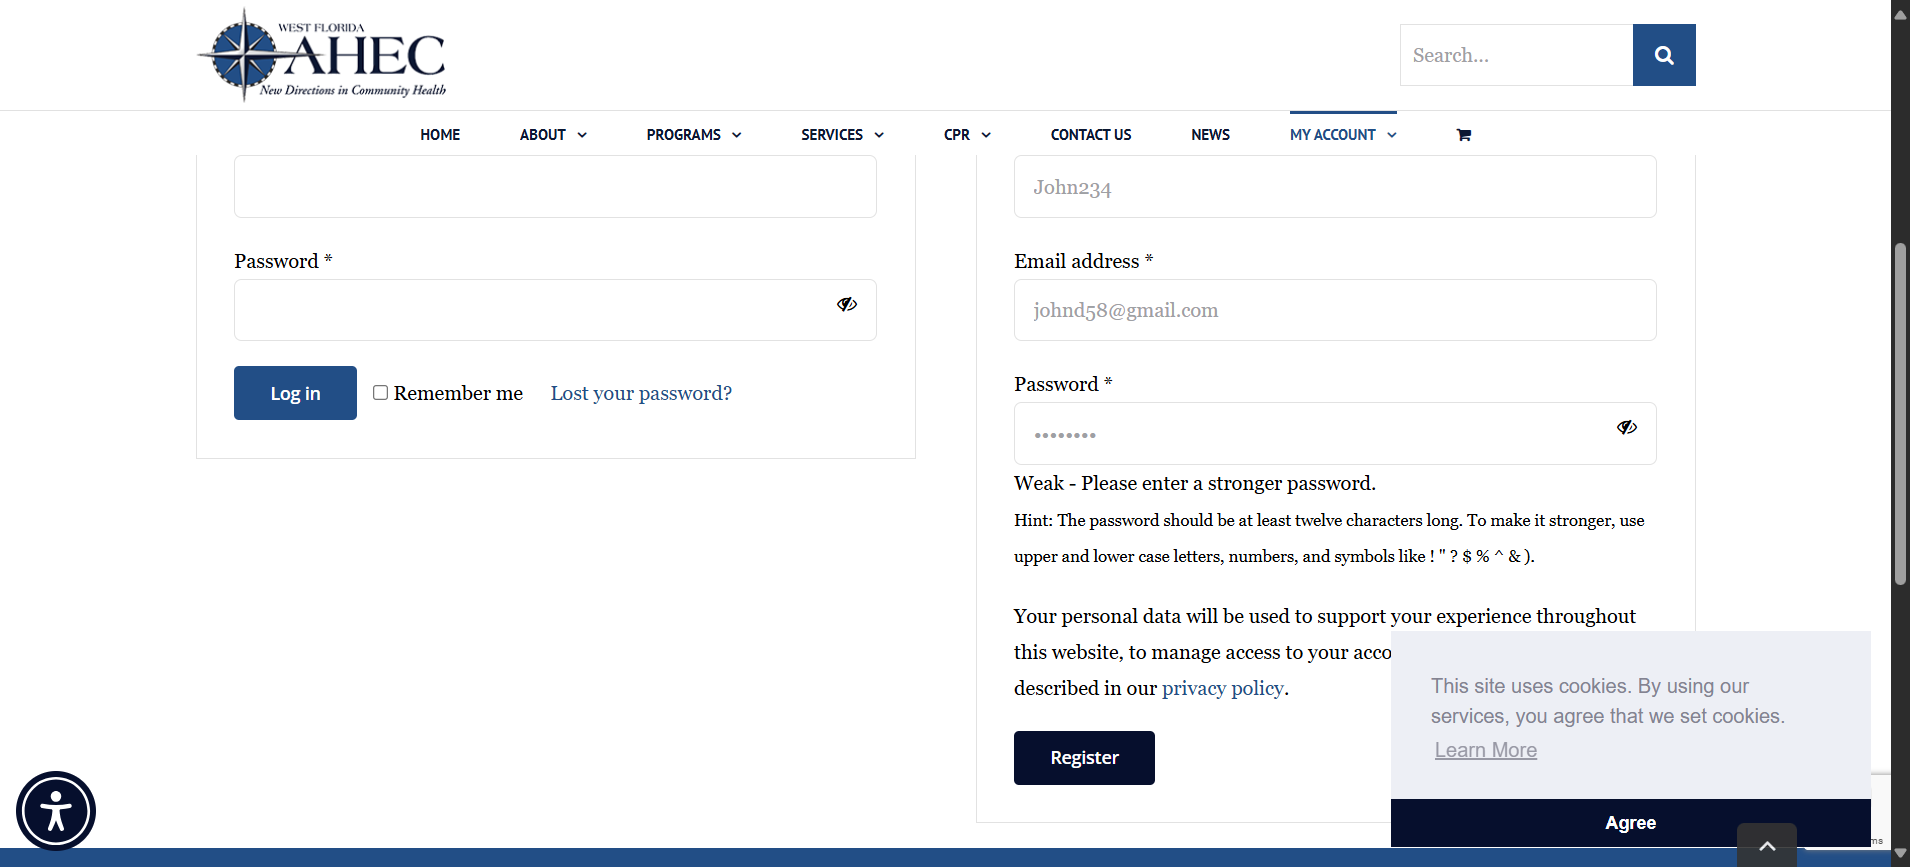 WEST FLORIDA
AHEC
New Directions in Community Health
Search...
HOME ABOUT PROGRAMS SERVICES CPR CONTACT US NEWS MY ACCOUNT
Password *
Log in Remember me Lost your password?
John234
Email address *
johnd58@gmail.com
Password *
••••••••
Weak - Please enter a stronger password.
Hint: The password should be at least twelve characters long. To make it stronger, use
upper and lower case letters, numbers, and symbols like ! " ? $ % ^ & ).
Your personal data will be used to support your experience throughout
this website, to manage access to your acco
described in our privacy policy.
Register
This site uses cookies. By using our
services, you agree that we set cookies.
Learn More
Agree
ms